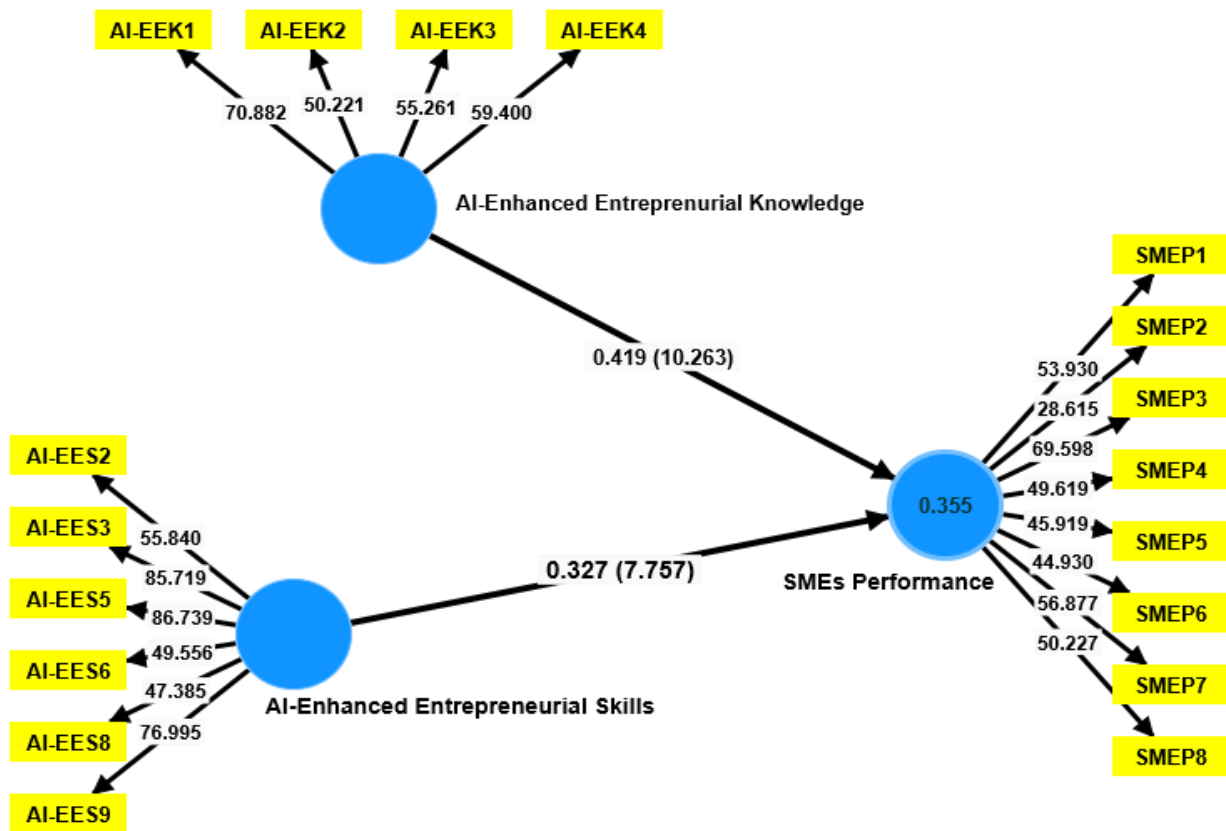 AI-EEK1
AI-EEK2
AI-EEK3
AI-EEK4
70.882
50.221
55.261
59.400
AI-Enhanced Entreprenurial Knowledge
0.419 (10.263)
AI-EES2
AI-EES3
AI-EES5
AI-EES6
AI-EES8
AI-EES9
55.840
85.719
86.739
49.556
47.385
76.995
AI-Enhanced Entrepreneurial Skills
0.327 (7.757)
0.355
SMEs Performance
53.930
28.615
69.598
49.619
45.919
44.930
56.877
50.227
SMEP1
SMEP2
SMEP3
SMEP4
SMEP5
SMEP6
SMEP7
SMEP8